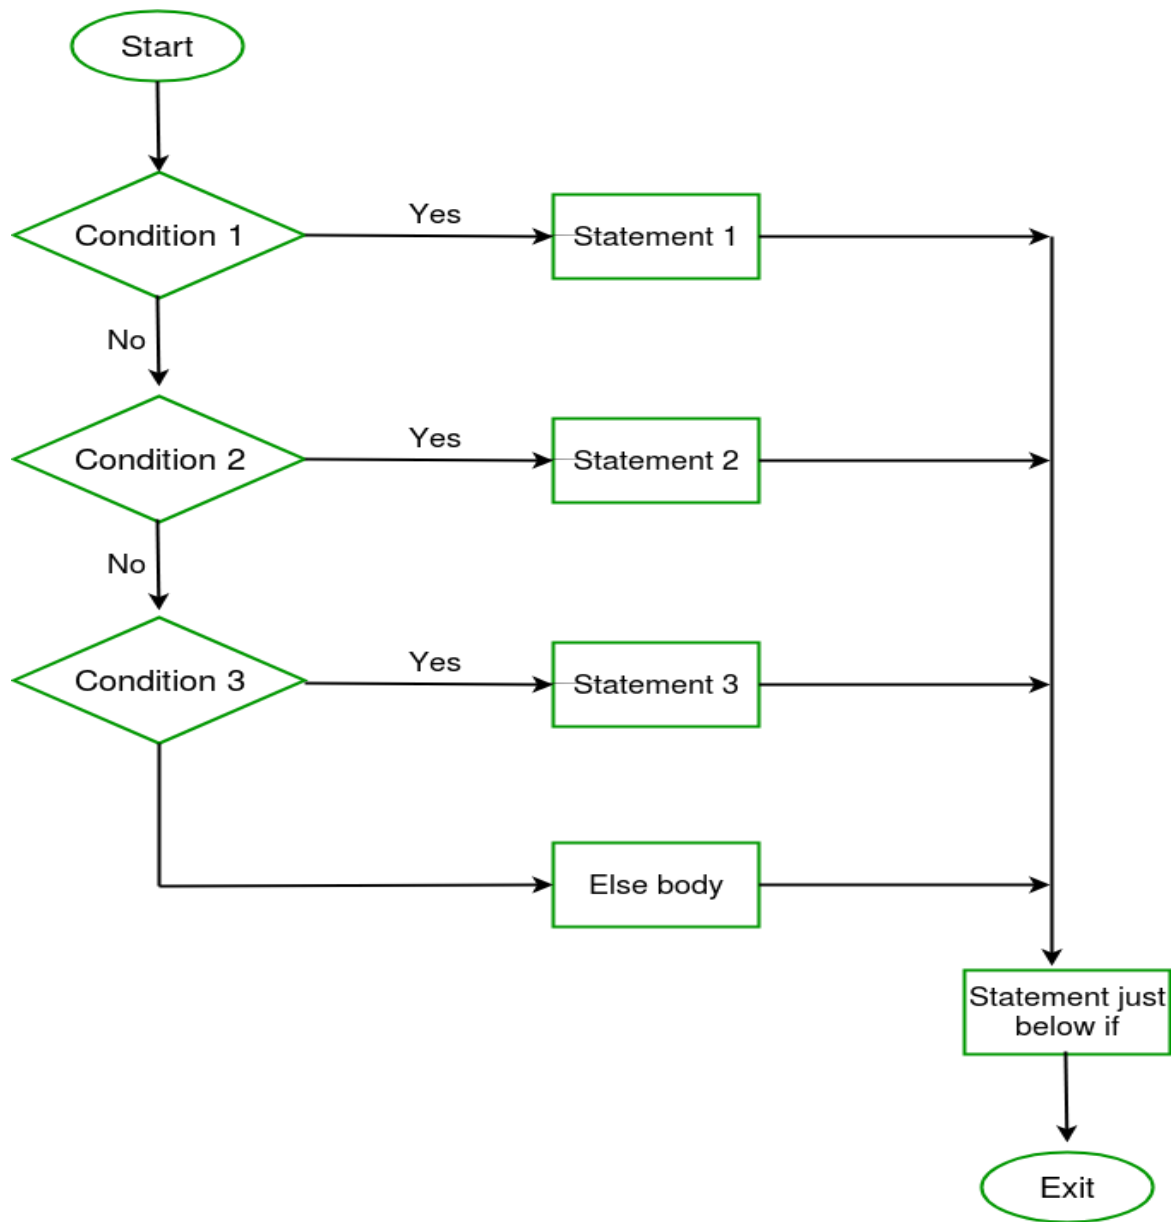 Start
Condition 1
Yes
Statement 1
No
Condition 2
Yes
Statement 2
No
Condition 3
Yes
Statement 3
Else body
Statement just
below if
Exit